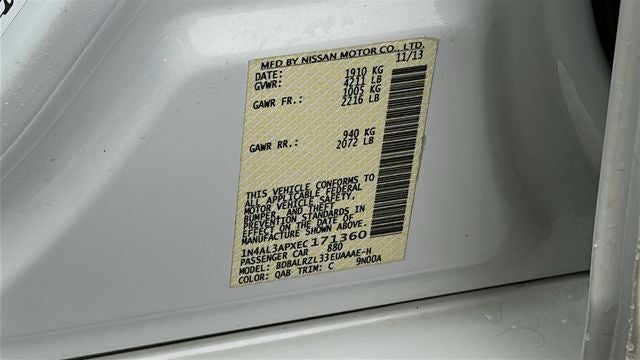 MFD BY NISSAN MOTOR CO., LTD.
DATE: 11/13
GVWR: 1910 KG
4211 LB
GAWR FR.: 1005 KG
2216 LB
GAWR RR.: 940 KG
2072 LB
THIS VEHICLE CONFORMS TO
ALL APPLICABLE FEDERAL
MOTOR VEHICLE SAFETY,
BUMPER, AND THEFT
PREVENTION STANDARDS IN
EFFECT ON THE DATE OF
MANUFACTURE SHOWN ABOVE.
1N4AL3APXEC171360
PASSENGER CAR 880
MODEL: BDBALRZL33EUAAAE-H
COLOR: QAB TRIM: C 9N00A